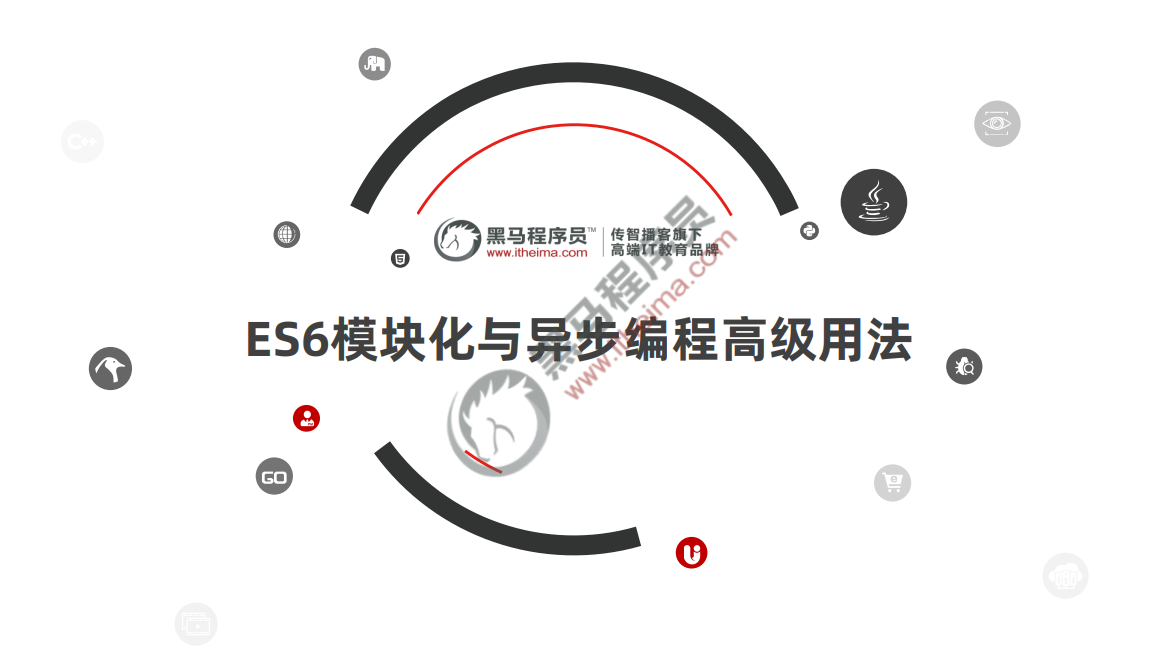 C++
黑马程序员™
www.itheima.com
传智播客旗下
高端IT教育品牌
5
ES6模块化与异步编程高级用法
黑马程序员
www.itheima.com
GO
e
UI